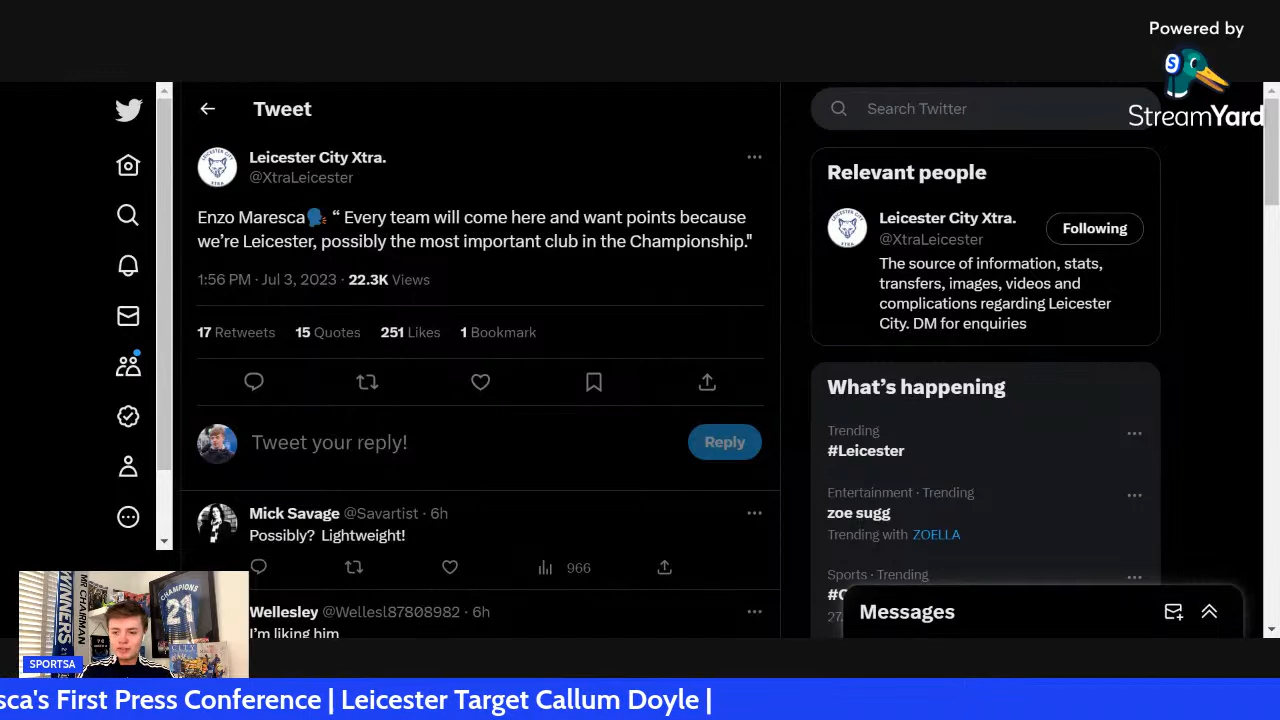 Powered by
StreamYard
Tweet
Search Twitter
Leicester City Xtra.
@XtraLeicester
Enzo Maresca🗣️ “ Every team will come here and want points because
we’re Leicester, possibly the most important club in the Championship."
1:56 PM · Jul 3, 2023 · 22.3K Views
17 Retweets 15 Quotes 251 Likes 1 Bookmark
Tweet your reply!
Reply
Mick Savage @Savartist · 6h
Possibly? Lightweight!
966
Wellesley @Wellesl87808982 · 6h
I’m liking him
Relevant people
Leicester City Xtra.
@XtraLeicester
Following
The source of information, stats,
transfers, images, videos and
complications regarding Leicester
City. DM for enquiries
What’s happening
Trending
#Leicester
Entertainment · Trending
zoe sugg
Trending with ZOELLA
Sports · Trending
Messages
WINNERS
MR CHAIRMAN
CHAMPIONS
21
CITY
SPORTSA
sca's First Press Conference | Leicester Target Callum Doyle |